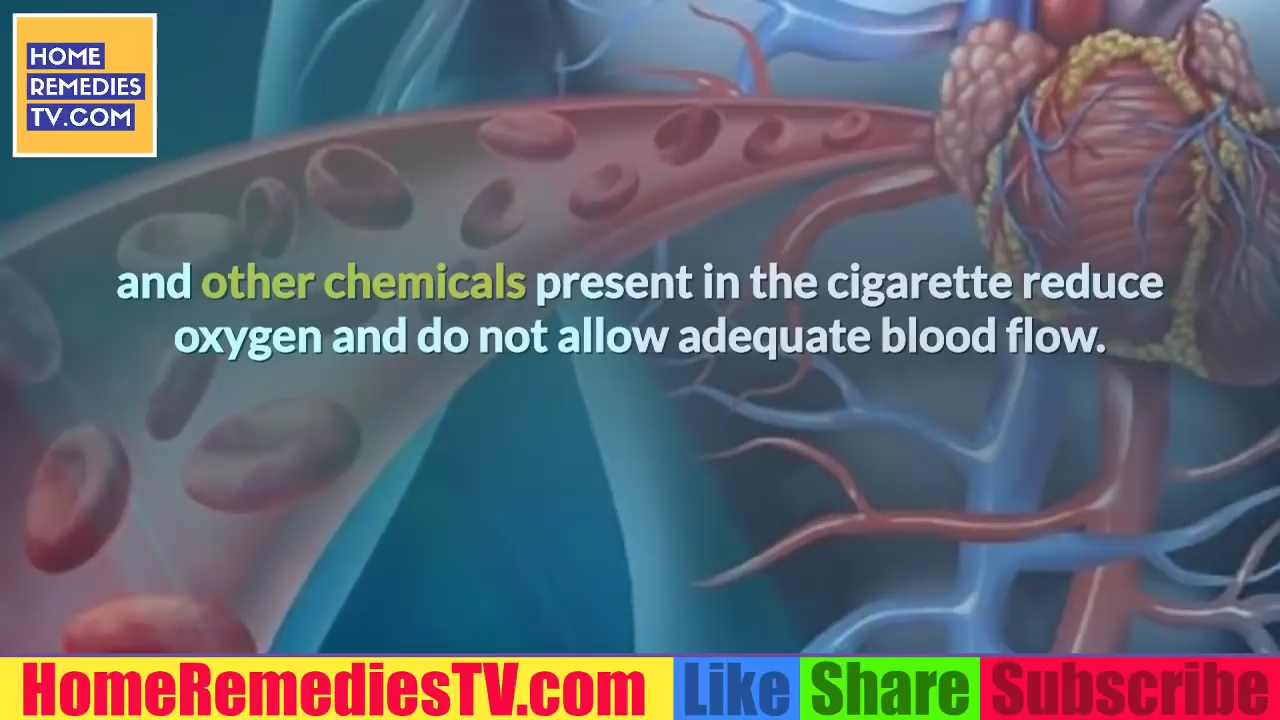 HOME
REMEDIES
TV.COM
and other chemicals present in the cigarette reduce
oxygen and do not allow adequate blood flow.
HomeRemediesTV.com Like Share Subscribe